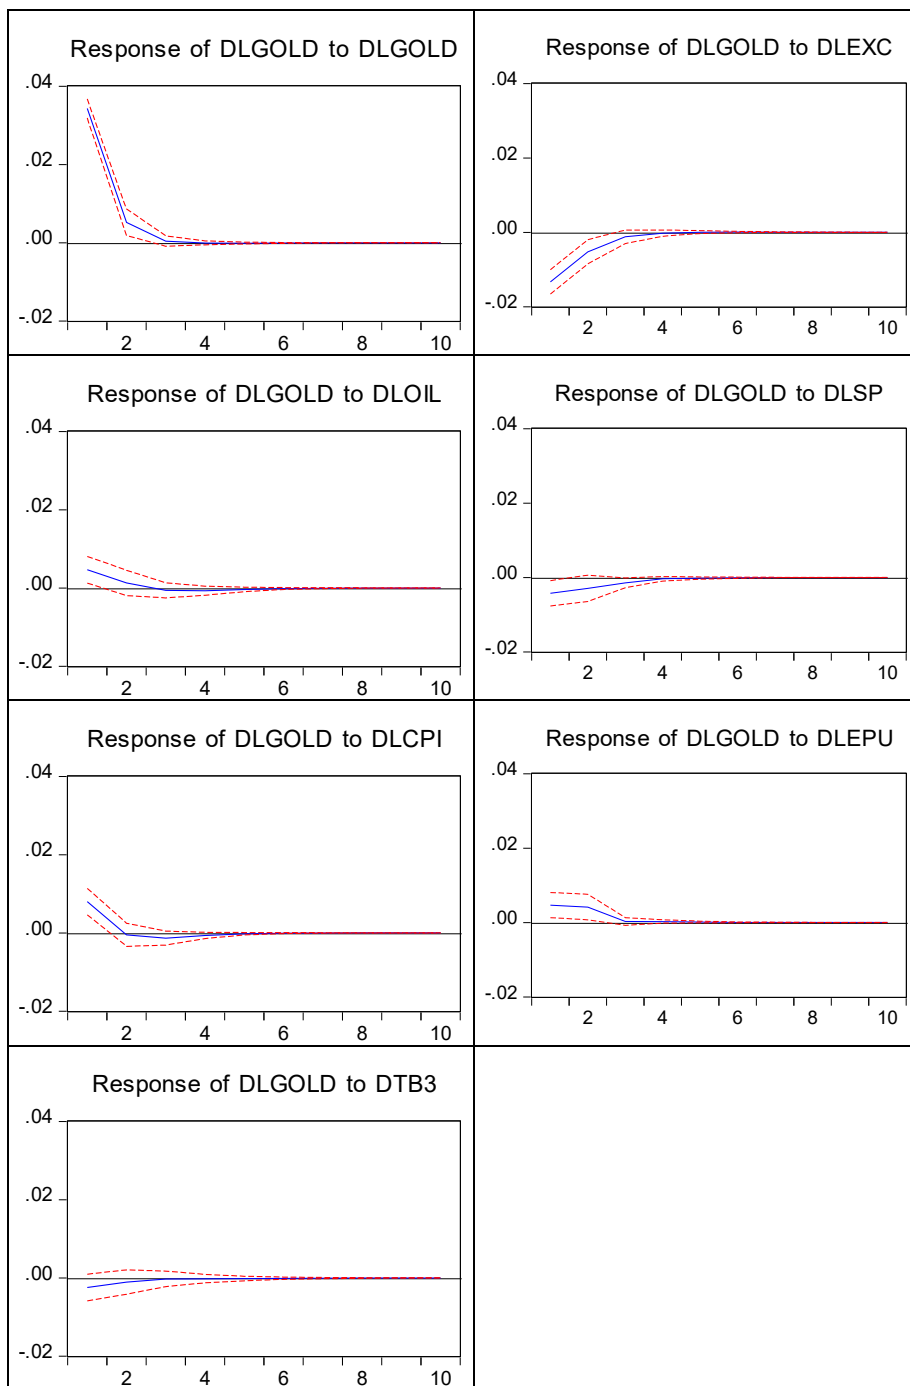 Response of DLGOLD to DLGOLD
.04
.02
.00
-.02
2 4 6 8 10
Response of DLGOLD to DLEXC
.04
.02
.00
-.02
2 4 6 8 10
Response of DLGOLD to DLOIL
.04
.02
.00
-.02
2 4 6 8 10
Response of DLGOLD to DLSP
.04
.02
.00
-.02
2 4 6 8 10
Response of DLGOLD to DLCPI
.04
.02
.00
-.02
2 4 6 8 10
Response of DLGOLD to DLEPU
.04
.02
.00
-.02
2 4 6 8 10
Response of DLGOLD to DTB3
.04
.02
.00
-.02
2 4 6 8 10